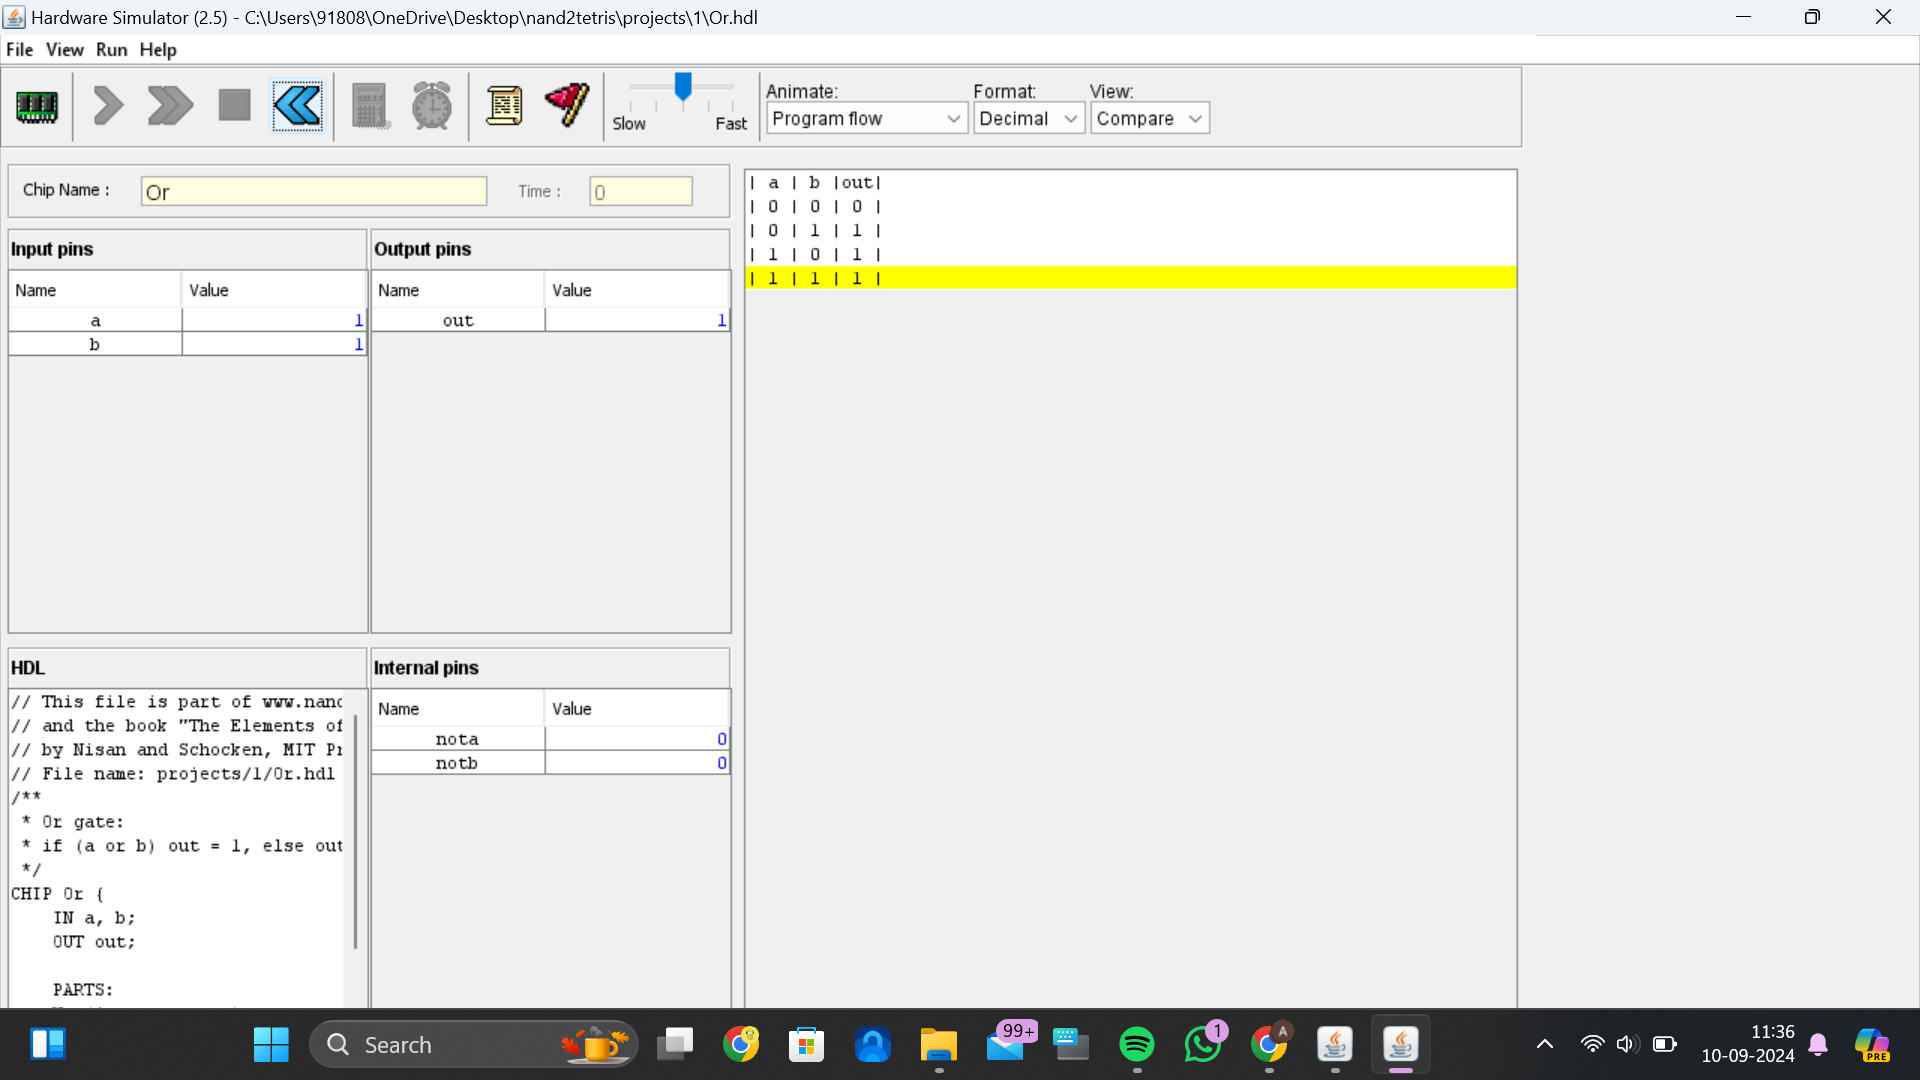 Hardware Simulator (2.5) - C:\Users\91808\OneDrive\Desktop\nand2tetris\projects\1\Or.hdl
File View Run Help
Slow Fast
Animate: Format: View:
Program flow Decimal Compare
Chip Name : Or Time : 0
Input pins
Name Value
a 1
b 1
Output pins
Name Value
out 1
| a | b |out|
| 0 | 0 | 0 |
| 0 | 1 | 1 |
| 1 | 0 | 1 |
| 1 | 1 | 1 |
HDL
// This file is part of www.nand
// and the book "The Elements of
// by Nisan and Schocken, MIT Pr
// File name: projects/1/Or.hdl
/**
* Or gate:
* if (a or b) out = 1, else out
*/
CHIP Or {
IN a, b;
OUT out;
PARTS:
Internal pins
Name Value
nota 0
notb 0
Search
99+
1
A
11:36
10-09-2024
PRE